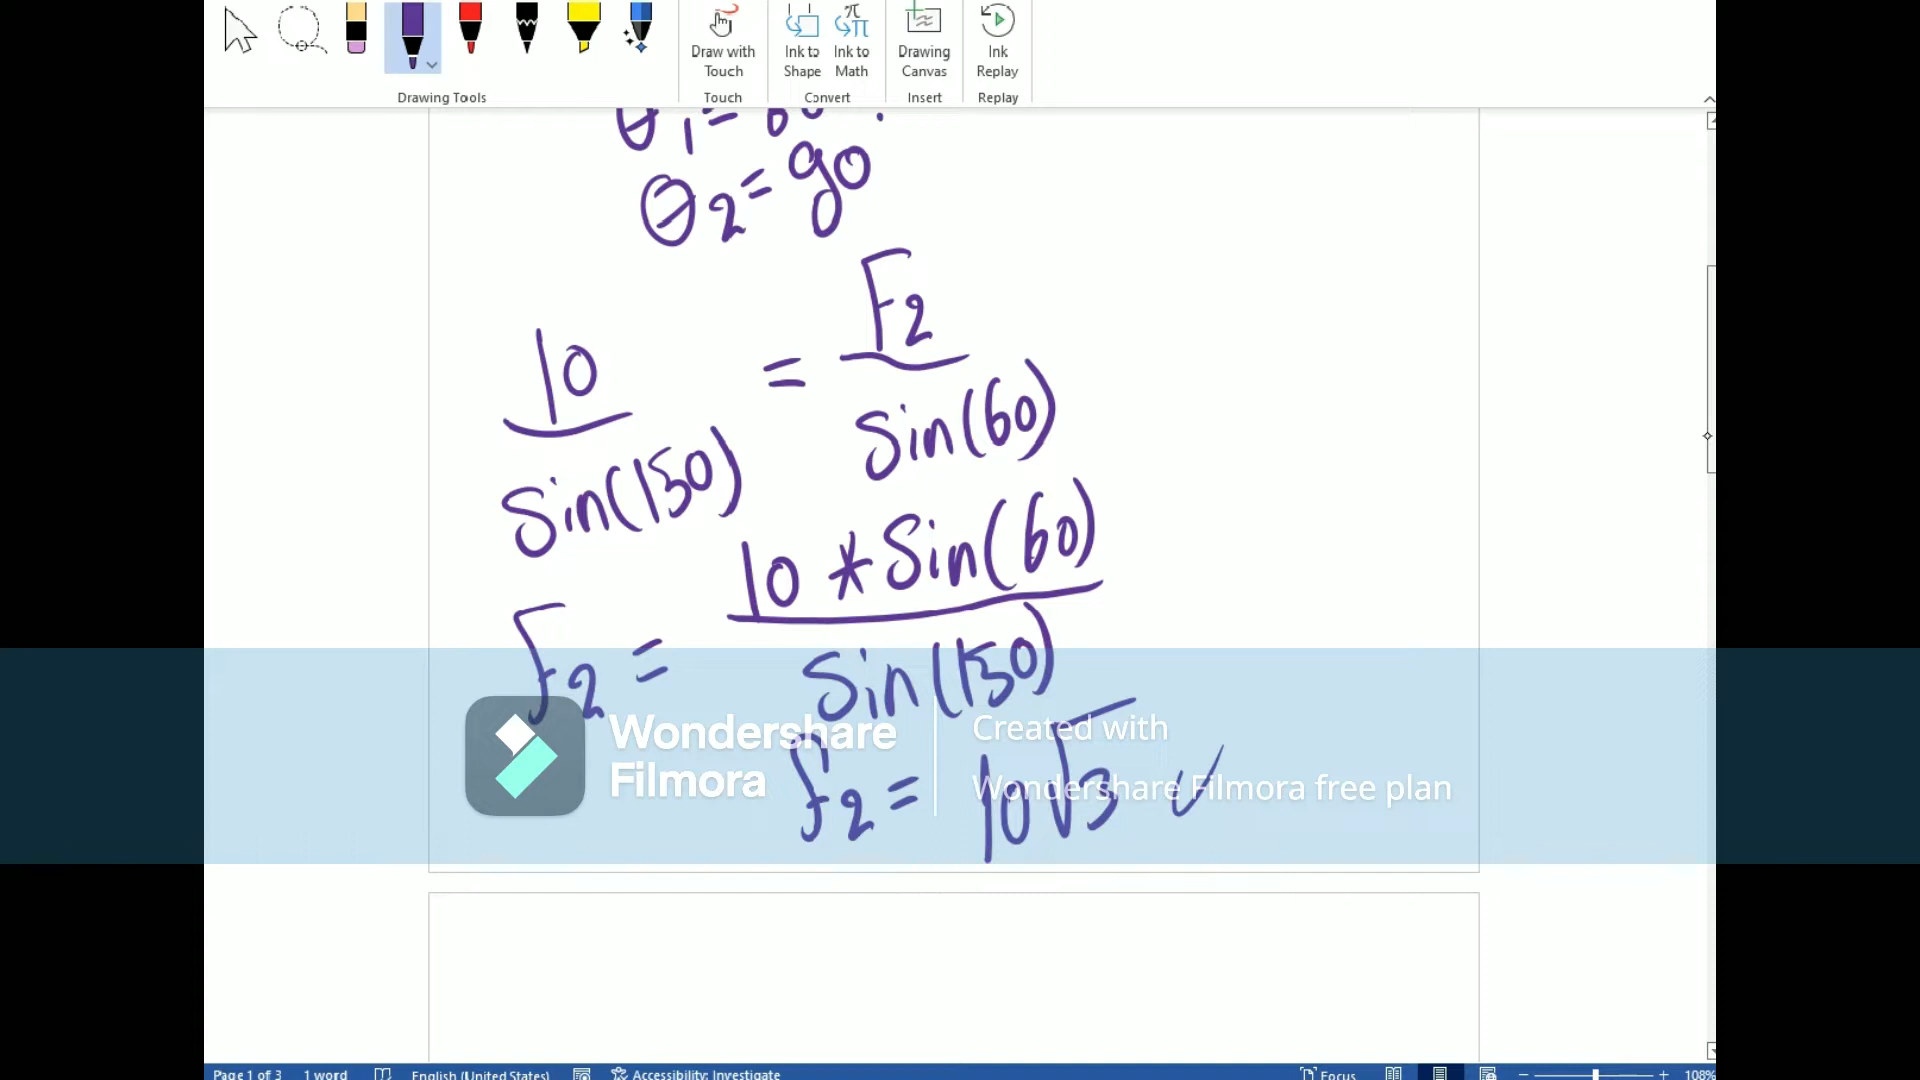 Draw with Touch
Ink to Shape
Ink to Math
Drawing Canvas
Ink Replay
Drawing Tools
Touch
Convert
Insert
Replay
θ₂ = 90
10 / Sin(150) = F₂ / Sin(60)
F₂ = 10 * Sin(60) / Sin(150)
F₂ = 10√3
Wondershare
Filmora
Created with
Wondershare Filmora free plan
Page 1 of 3
1 word
English (United States)
Accessibility: Investigate
Focus
108%